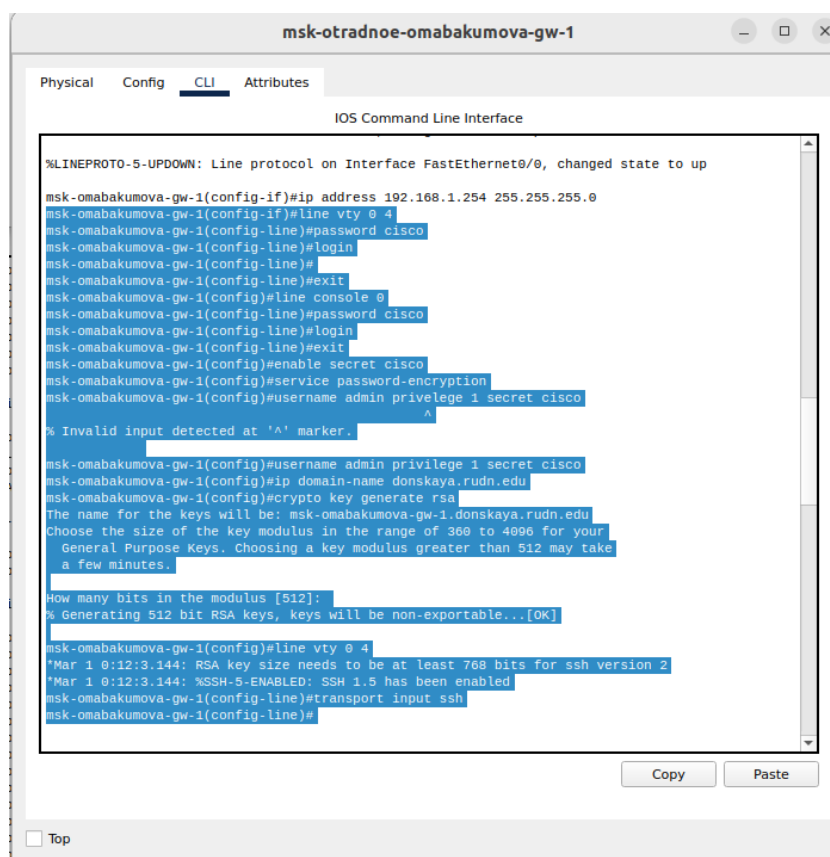 msk-otradnoe-omabakumova-gw-1
Physical Config CLI Attributes
IOS Command Line Interface
%LINEPROTO-5-UPDOWN: Line protocol on Interface FastEthernet0/0, changed state to up
msk-omabakumova-gw-1(config-if)#ip address 192.168.1.254 255.255.255.0
msk-omabakumova-gw-1(config-if)#line vty 0 4
msk-omabakumova-gw-1(config-line)#password cisco
msk-omabakumova-gw-1(config-line)#login
msk-omabakumova-gw-1(config-line)#
msk-omabakumova-gw-1(config-line)#exit
msk-omabakumova-gw-1(config)#line console 0
msk-omabakumova-gw-1(config-line)#password cisco
msk-omabakumova-gw-1(config-line)#login
msk-omabakumova-gw-1(config-line)#exit
msk-omabakumova-gw-1(config)#enable secret cisco
msk-omabakumova-gw-1(config)#service password-encryption
msk-omabakumova-gw-1(config)#username admin privelege 1 secret cisco
^
% Invalid input detected at '^' marker.
msk-omabakumova-gw-1(config)#username admin privilege 1 secret cisco
msk-omabakumova-gw-1(config)#ip domain-name donskaya.rudn.edu
msk-omabakumova-gw-1(config)#crypto key generate rsa
The name for the keys will be: msk-omabakumova-gw-1.donskaya.rudn.edu
Choose the size of the key modulus in the range of 360 to 4096 for your
General Purpose Keys. Choosing a key modulus greater than 512 may take
a few minutes.
How many bits in the modulus [512]:
% Generating 512 bit RSA keys, keys will be non-exportable...[OK]
msk-omabakumova-gw-1(config)#line vty 0 4
*Mar 1 0:12:3.144: RSA key size needs to be at least 768 bits for ssh version 2
*Mar 1 0:12:3.144: %SSH-5-ENABLED: SSH 1.5 has been enabled
msk-omabakumova-gw-1(config-line)#transport input ssh
msk-omabakumova-gw-1(config-line)#
Copy Paste
Top